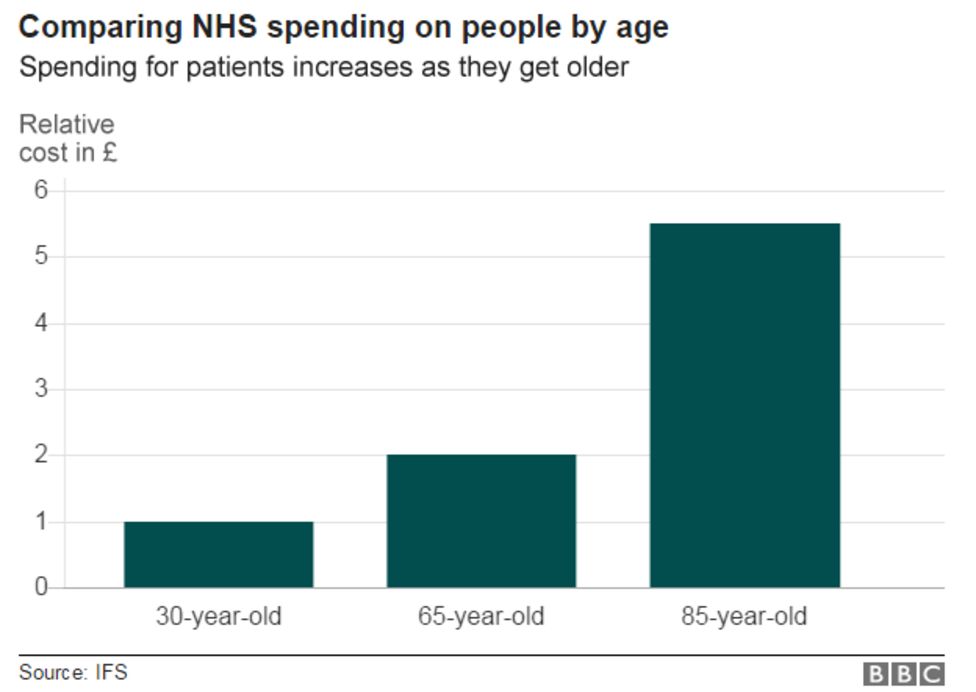 Comparing NHS spending on people by age
Spending for patients increases as they get older
Relative
cost in £
6
5
4
3
2
1
0
30-year-old 65-year-old 85-year-old
Source: IFS BBC